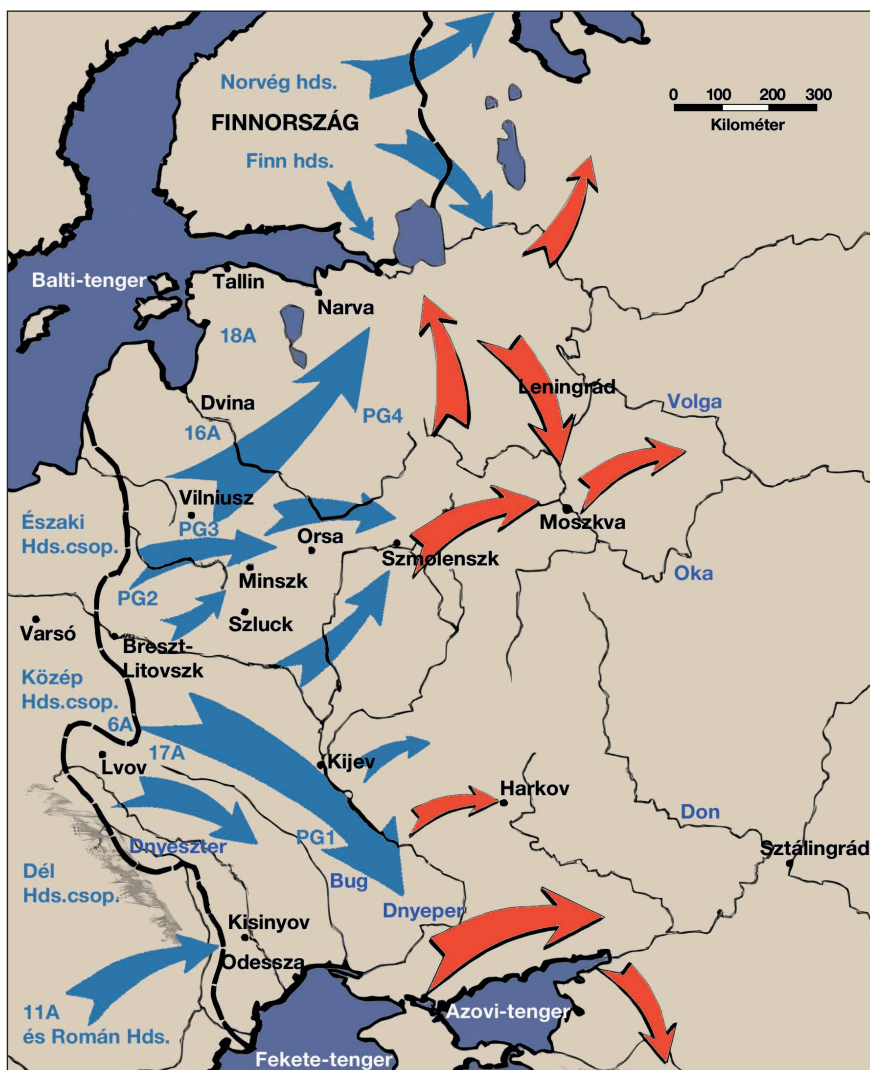 Norvég hds.
FINNORSZÁG
Finn hds.
0 100 200 300
Kilométer
Balti-tenger
Tallin
Narva
18A
Leningrád
Volga
Dvina
PG4
16A
Vilniusz
PG3
Északi
Hds.csop.
Orsa
Moszkva
Szmolenszk
Minszk
Oka
PG2
Szluck
Varsó
Breszt-
Litovszk
Közép
Hds.csop.
6A
17A
Lvov
Kijev
Harkov
Don
PG1
Dnyeszter
Sztálingrád
Dél
Hds.csop.
Bug
Dnyeper
Kisinyov
Odessza
11A
és Román Hds.
Azovi-tenger
Fekete-tenger